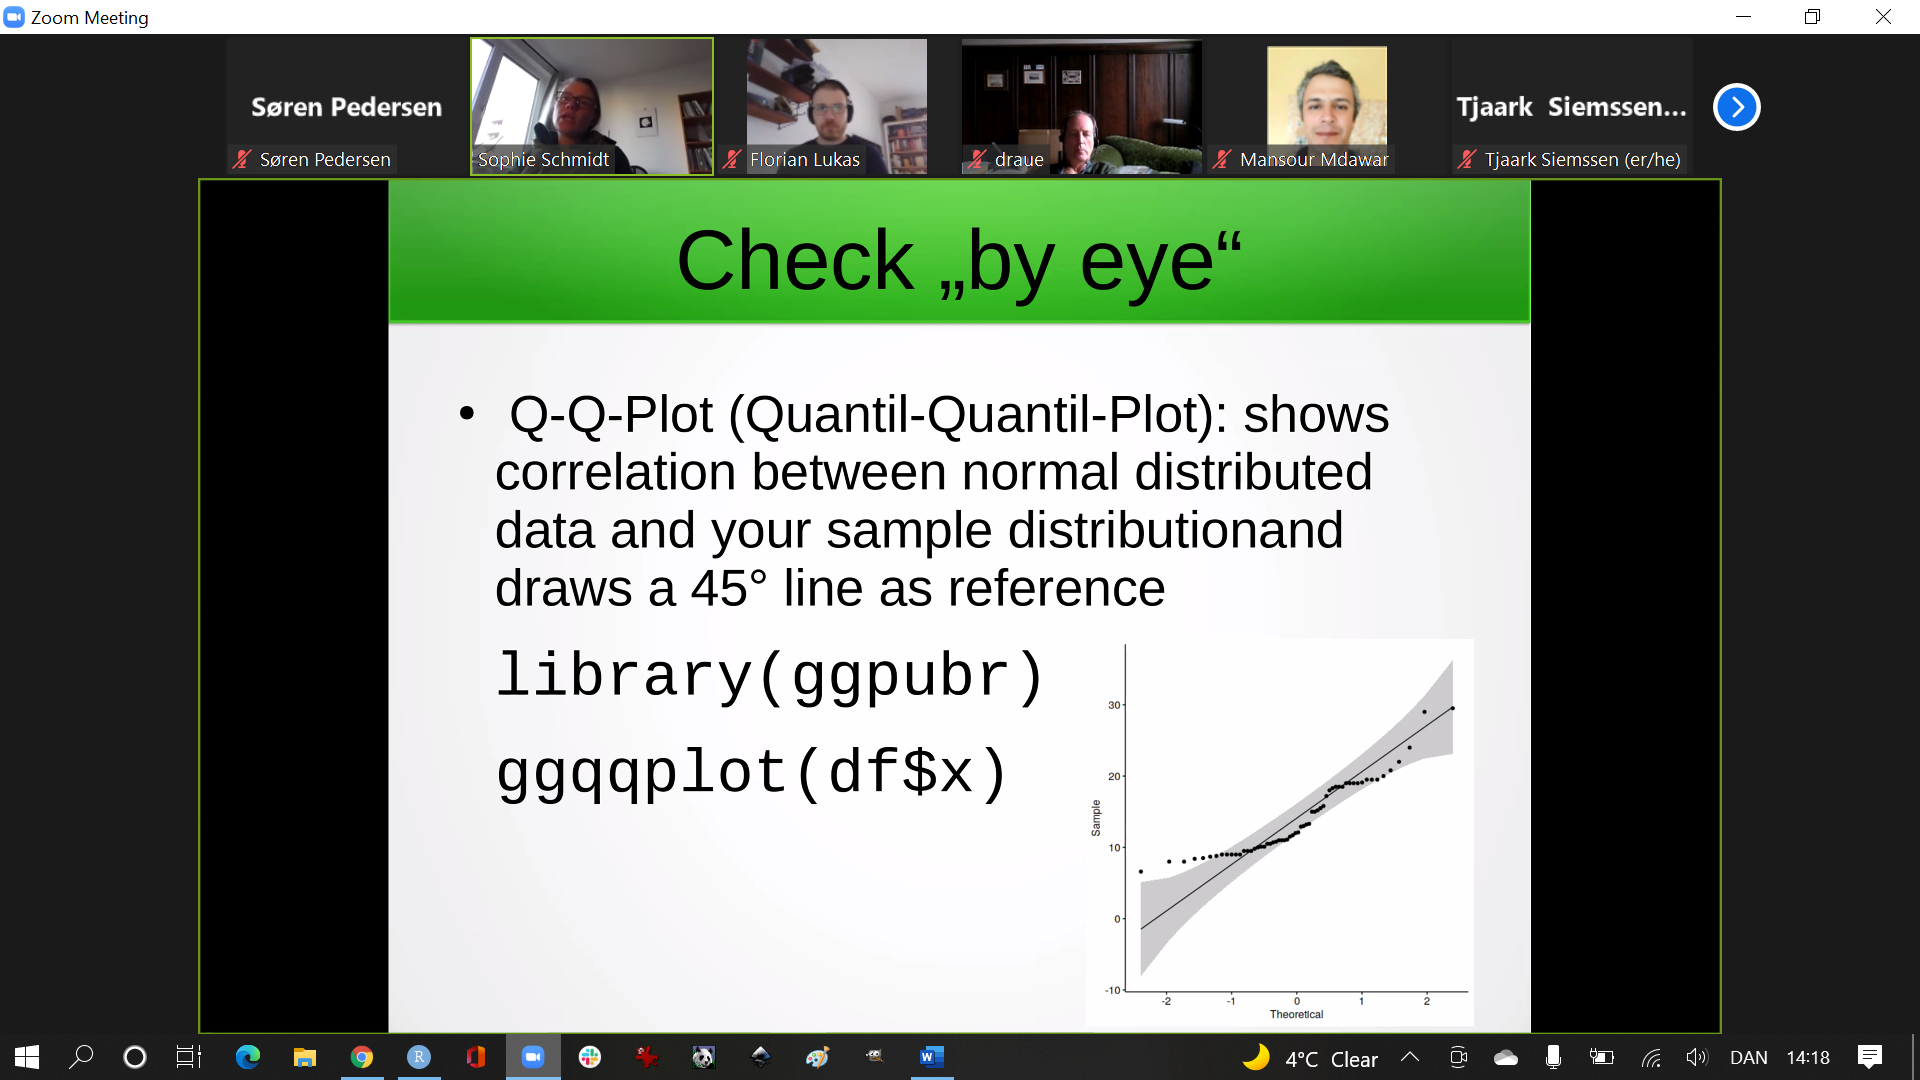 Zoom Meeting
Søren Pedersen
Tjaark Siemssen...
Søren Pedersen
Sophie Schmidt
Florian Lukas
draue
Mansour Mdawar
Tjaark Siemssen (er/he)
Check „by eye“
• Q-Q-Plot (Quantil-Quantil-Plot): shows
correlation between normal distributed
data and your sample distributionand
draws a 45° line as reference
library(ggpubr)
ggqqplot(df$x)
30
20
10
0
-10
Sample
-2 -1 0 1 2
Theoretical
4°C Clear
DAN
14:18